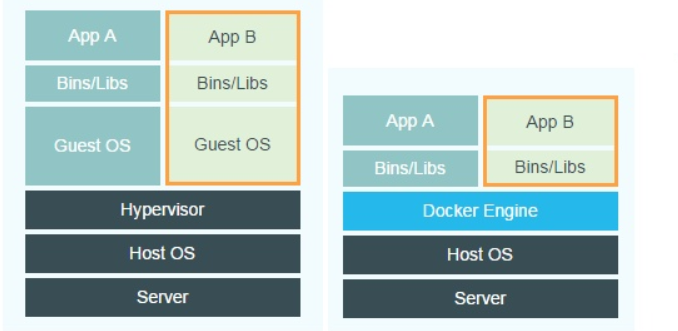 App A
App B
Bins/Libs
Bins/Libs
Guest OS
Guest OS
Hypervisor
Host OS
Server
App A
App B
Bins/Libs
Bins/Libs
Docker Engine
Host OS
Server